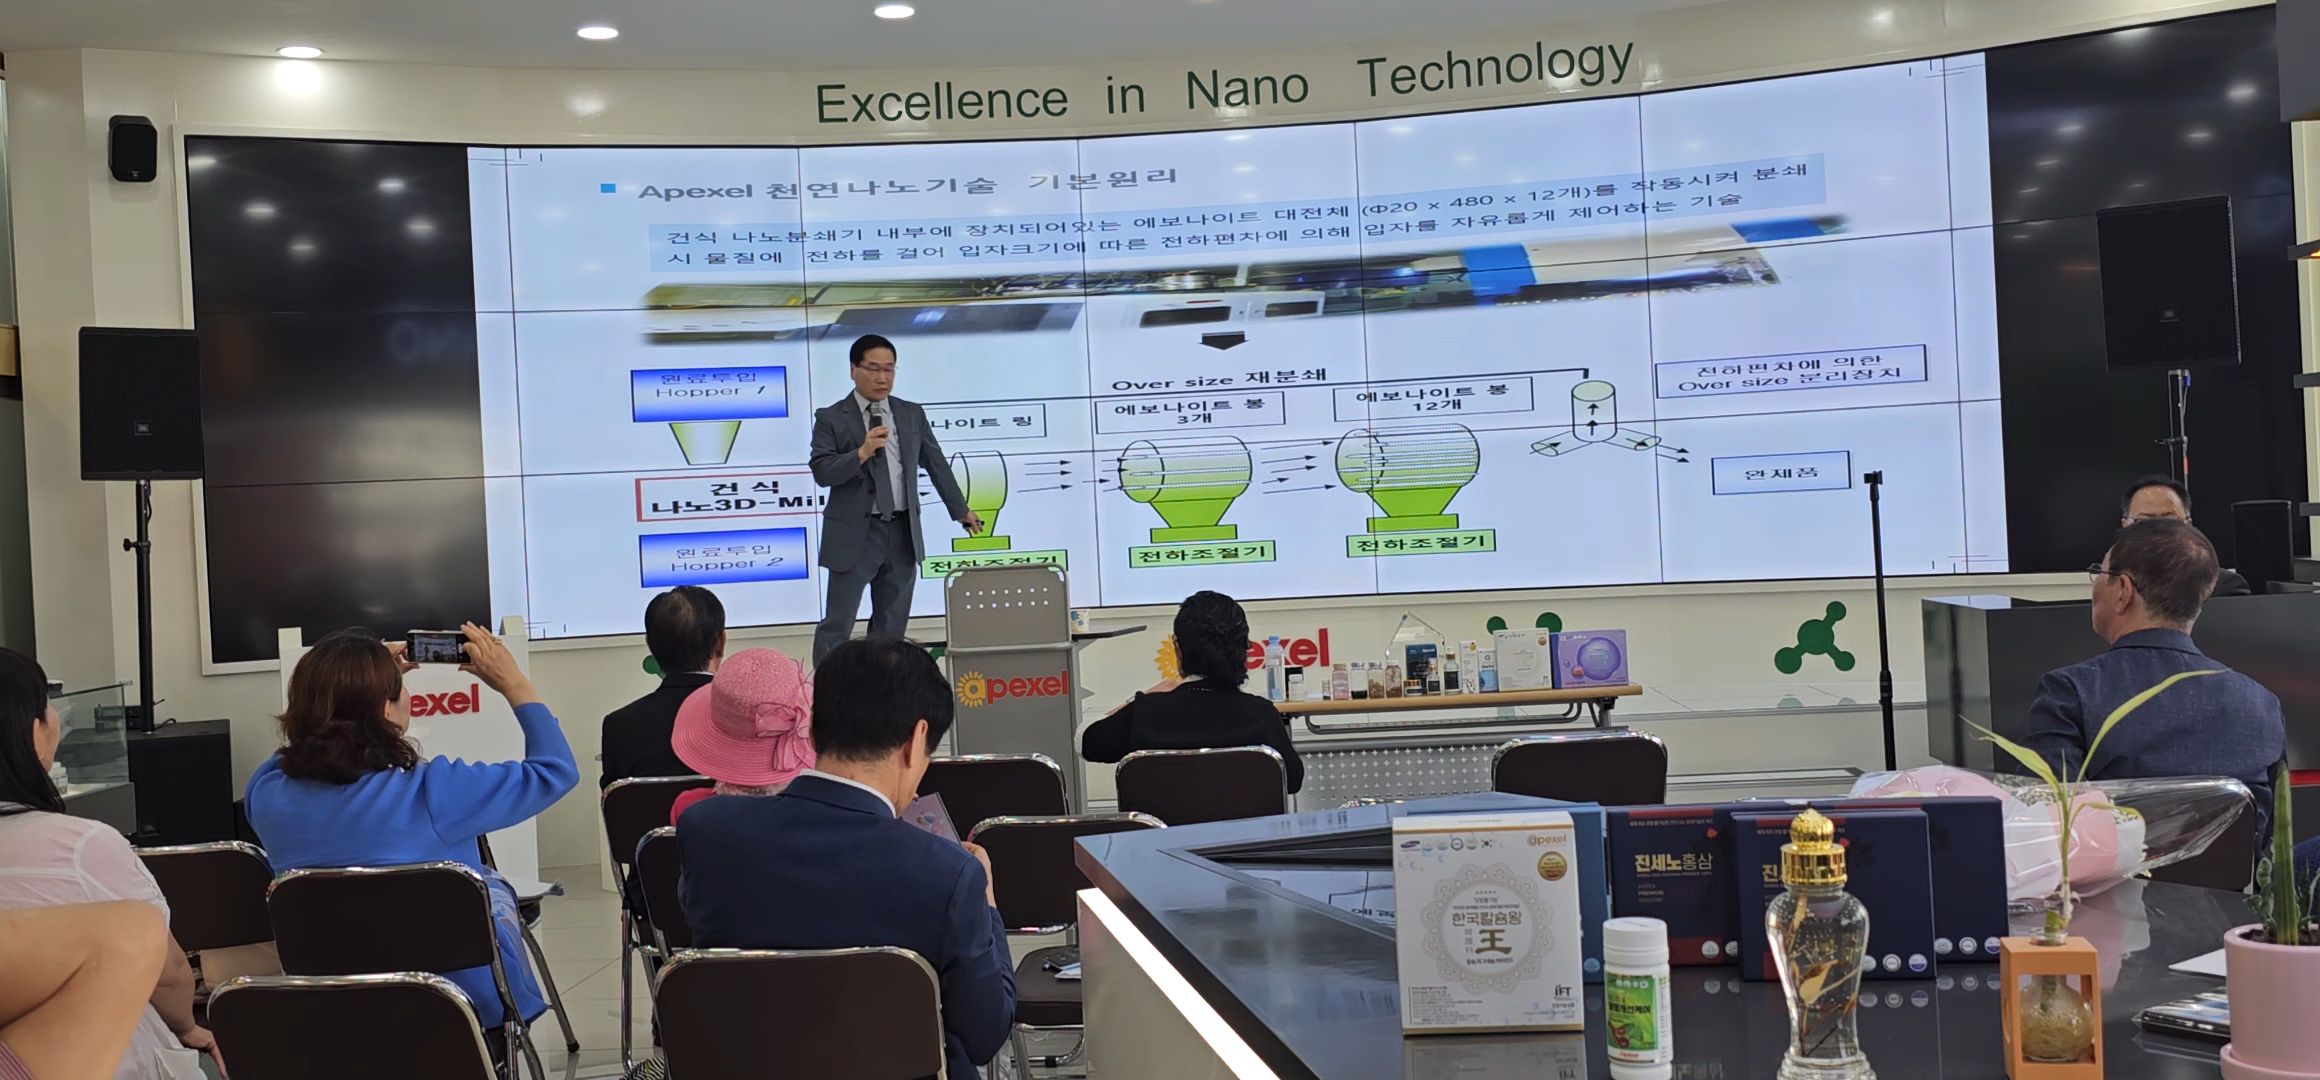 Excellence in Nano Technology
Apexel 천연나노기술 기본원리
건식 나노분쇄기 내부에 장치되어있는 에보나이트 대전체 (Φ20 x 480 x 12개)를 작동시켜 분쇄
시 물질에 전하를 걸어 입자크기에 따른 전하편차에 의해 입자를 자유롭게 제어하는 기술
원료투입
Hopper 1
Over size 재분쇄
나이트 링
에보나이트 봉
3개
에보나이트 봉
12개
전하편차에 의한
Over size 분리장치
건 식
나노3D-Mil
완제품
원료투입
Hopper 2
전하조절기
전하조절기
전하조절기
JBL
JBL
pexel
apexel
exel
apexel
한국칼슘왕
王
IFT
진세노홍삼
KOREA
PREMIUM
진